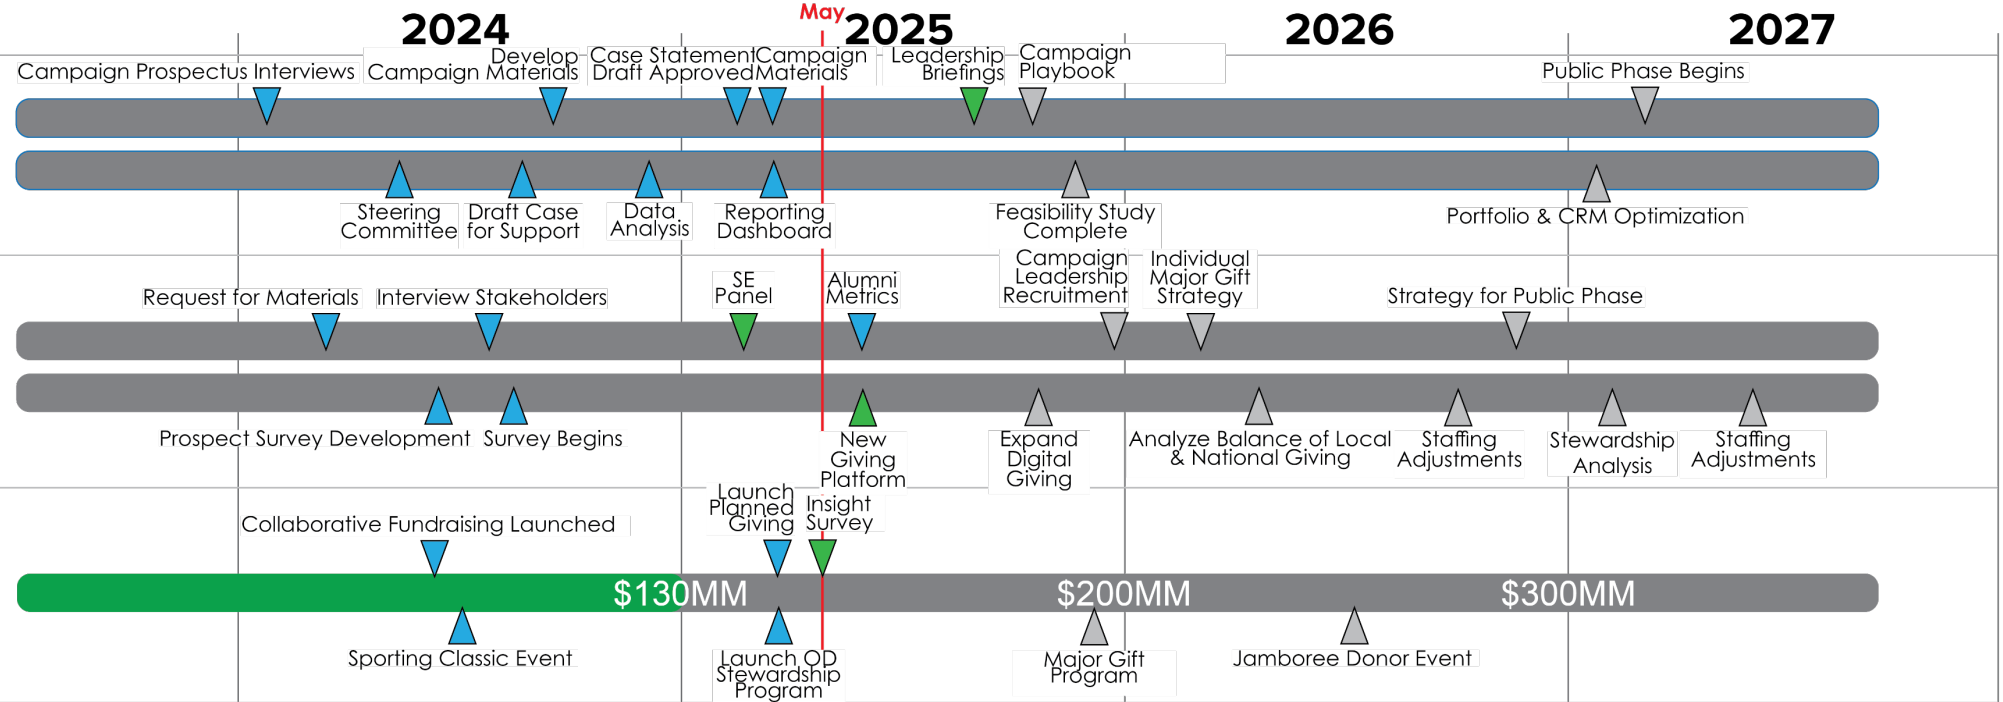 2024
May
2025
2026
2027
Campaign Prospectus Interviews
Develop
Campaign Materials
Case Statement
Draft Approved
Campaign
Materials
Leadership
Briefings
Campaign
Playbook
Public Phase Begins
Steering
Committee
Draft Case
for Support
Data
Analysis
Reporting
Dashboard
Feasibility Study
Complete
Portfolio & CRM Optimization
Request for Materials
Interview Stakeholders
SE
Panel
Alumni
Metrics
Campaign
Leadership
Recruitment
Individual
Major Gift
Strategy
Strategy for Public Phase
Prospect Survey Development
Survey Begins
New
Giving
Platform
Expand
Digital
Giving
Analyze Balance of Local
& National Giving
Staffing
Adjustments
Stewardship
Analysis
Staffing
Adjustments
Collaborative Fundraising Launched
Launch
Planned
Giving
Insight
Survey
$130MM
$200MM
$300MM
Sporting Classic Event
Launch OD
Stewardship
Program
Major Gift
Program
Jamboree Donor Event